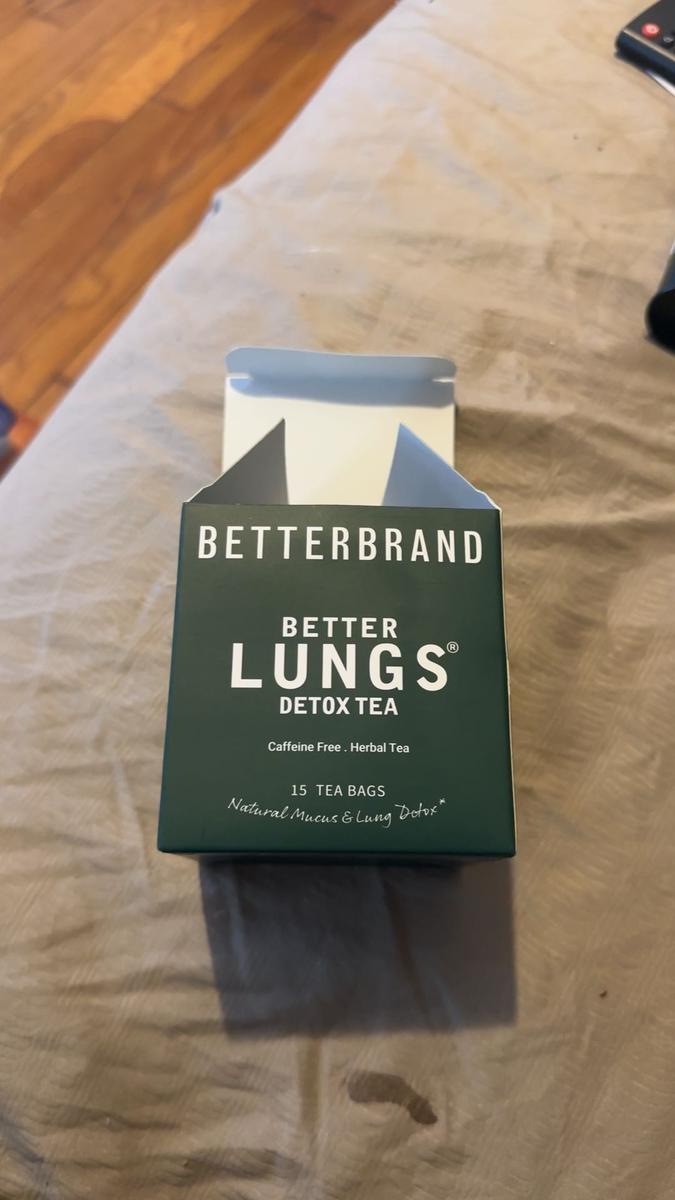 BETTERBRAND
BETTER
LUNGS®
DETOX TEA
Caffeine Free . Herbal Tea
15 TEA BAGS
Natural Mucus & Lung Detox*